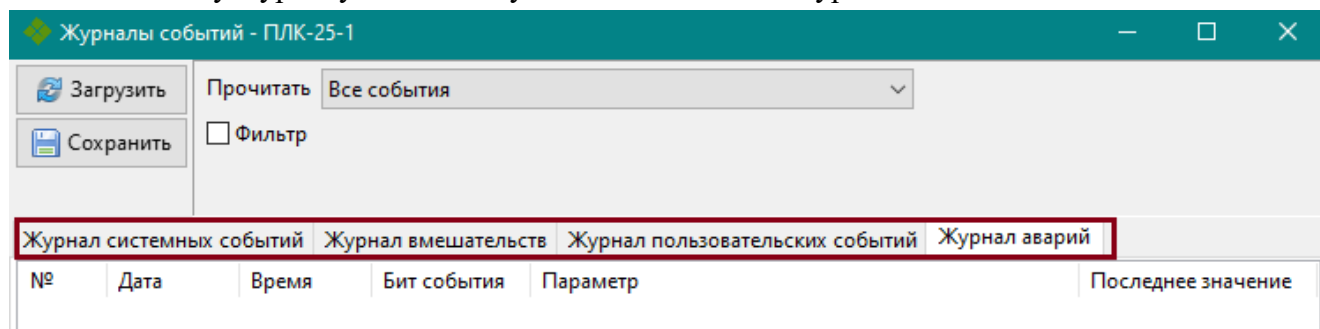 Журналы событий - ПЛК-25-1
Загрузить
Прочитать Все события
Сохранить
Фильтр
Журнал системных событий Журнал вмешательств Журнал пользовательских событий Журнал аварий
№ Дата Время Бит события Параметр Последнее значение